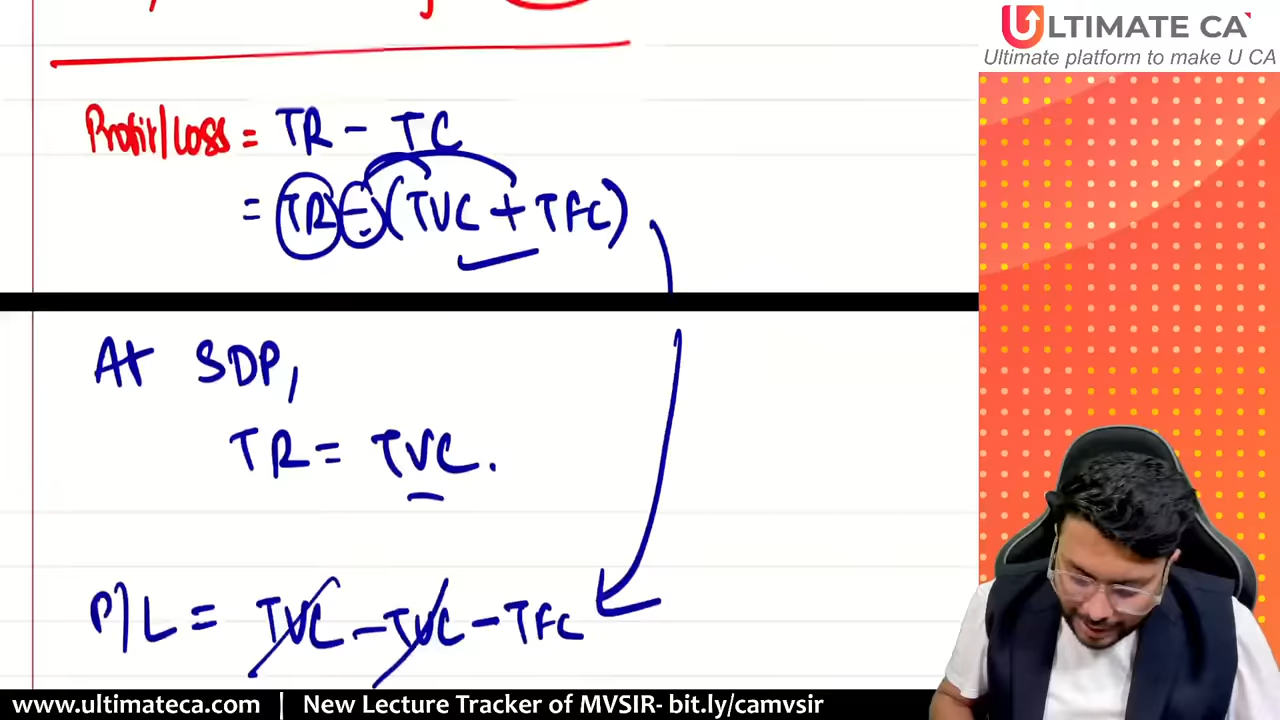 ULTIMATE CA
Ultimate platform to make U CA
Profit/Loss = TR - TC
= TR - (TVC + TFC)
At SDP,
TR = TVC.
P/L = TVC - TVC - TFC
www.ultimateca.com | New Lecture Tracker of MVSIR- bit.ly/camvsir